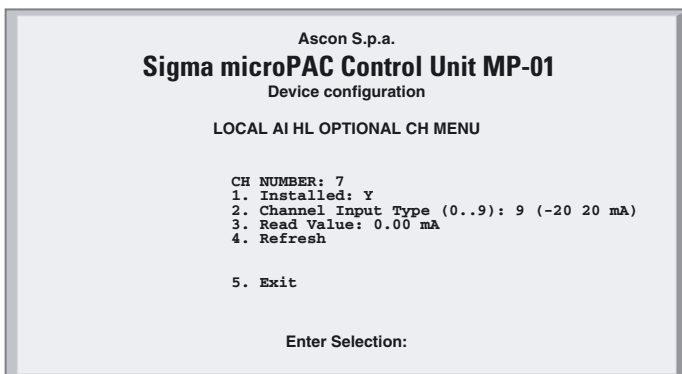 Ascon S.p.a.
Sigma microPAC Control Unit MP-01
Device configuration
LOCAL AI HL OPTIONAL CH MENU
CH NUMBER: 7
1. Installed: Y
2. Channel Input Type (0..9): 9 (-20 20 mA)
3. Read Value: 0.00 mA
4. Refresh
5. Exit
Enter Selection: